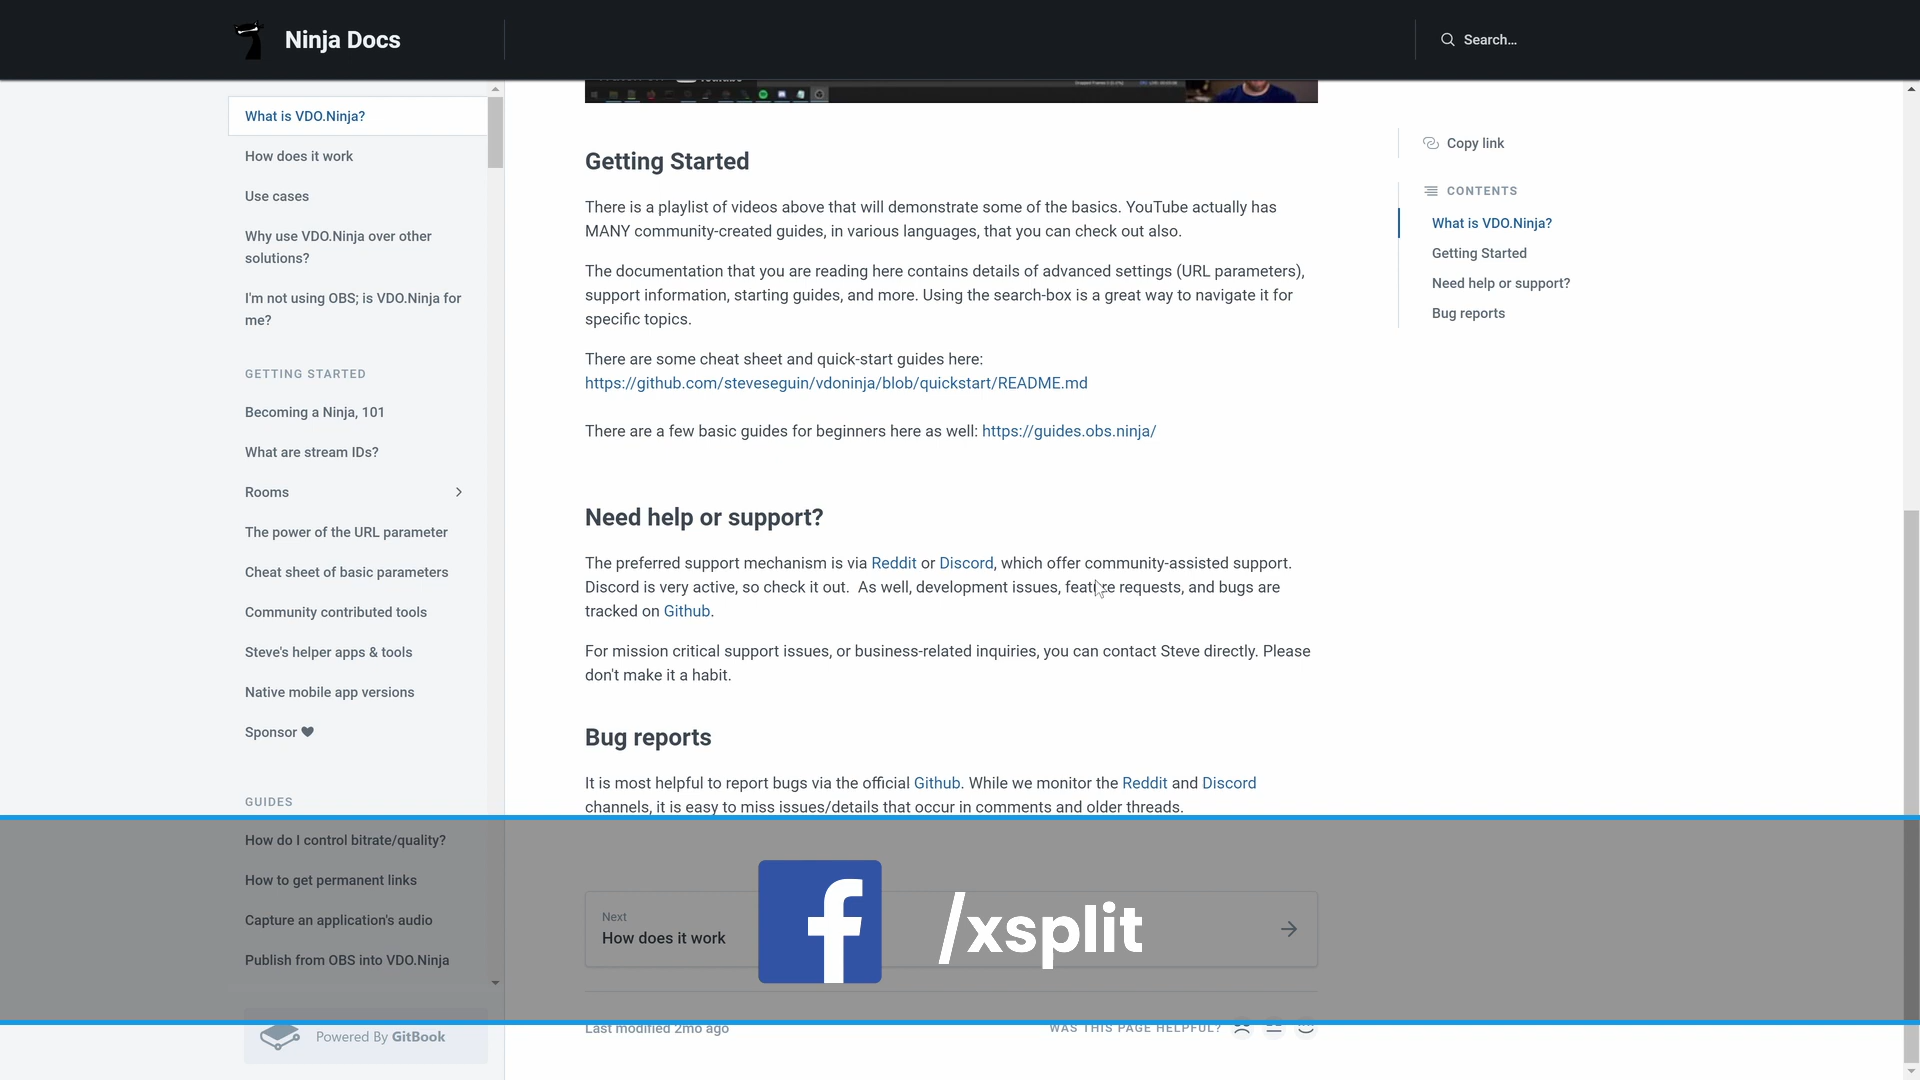 Ninja Docs
Search...
What is VDO.Ninja?
How does it work
Use cases
Why use VDO.Ninja over other
solutions?
I'm not using OBS; is VDO.Ninja for
me?
GETTING STARTED
Becoming a Ninja, 101
What are stream IDs?
Rooms
The power of the URL parameter
Cheat sheet of basic parameters
Community contributed tools
Steve's helper apps & tools
Native mobile app versions
Sponsor
GUIDES
How do I control bitrate/quality?
How to get permanent links
Capture an application's audio
Publish from OBS into VDO.Ninja
Powered By GitBook
Getting Started
There is a playlist of videos above that will demonstrate some of the basics. YouTube actually has
MANY community-created guides, in various languages, that you can check out also.
The documentation that you are reading here contains details of advanced settings (URL parameters),
support information, starting guides, and more. Using the search-box is a great way to navigate it for
specific topics.
There are some cheat sheet and quick-start guides here:
https://github.com/steveseguin/vdoninja/blob/quickstart/README.md
There are a few basic guides for beginners here as well: https://guides.obs.ninja/
Need help or support?
The preferred support mechanism is via Reddit or Discord, which offer community-assisted support.
Discord is very active, so check it out. As well, development issues, feature requests, and bugs are
tracked on Github.
For mission critical support issues, or business-related inquiries, you can contact Steve directly. Please
don't make it a habit.
Bug reports
It is most helpful to report bugs via the official Github. While we monitor the Reddit and Discord
channels, it is easy to miss issues/details that occur in comments and older threads.
Next
How does it work
f /xsplit
Last modified 2mo ago
WAS THIS PAGE HELPFUL?
Copy link
CONTENTS
What is VDO.Ninja?
Getting Started
Need help or support?
Bug reports